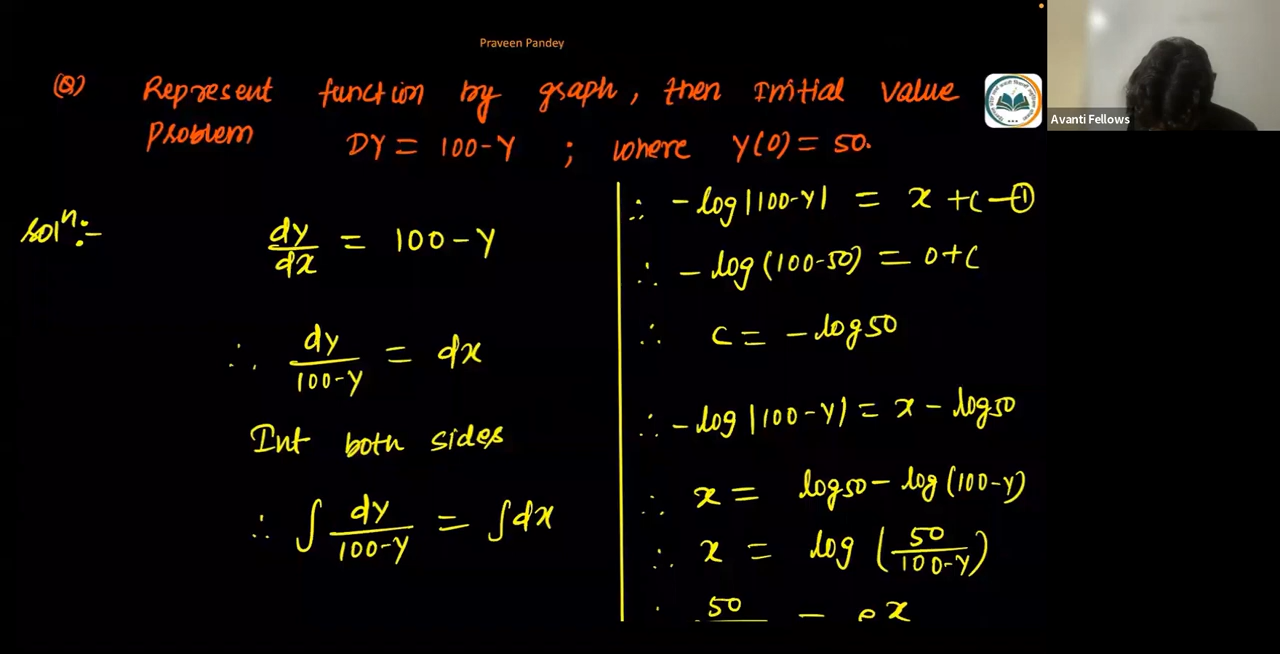 Praveen Pandey
(Q) Represent function by graph, then Initial value
Problem DY = 100-Y ; where Y(0) = 50.
Avanti Fellows
Solⁿ:-
dy/dx = 100-Y
∴ dy/(100-Y) = dx
Int both sides
∴ ∫ dy/(100-Y) = ∫dx
∴ -log|100-Y| = x + C - ①
∴ -log(100-50) = 0+C
∴ C = -log50
∴ -log|100-Y| = x - log50
∴ x = log50 - log(100-Y)
∴ x = log (50/(100-Y))
50